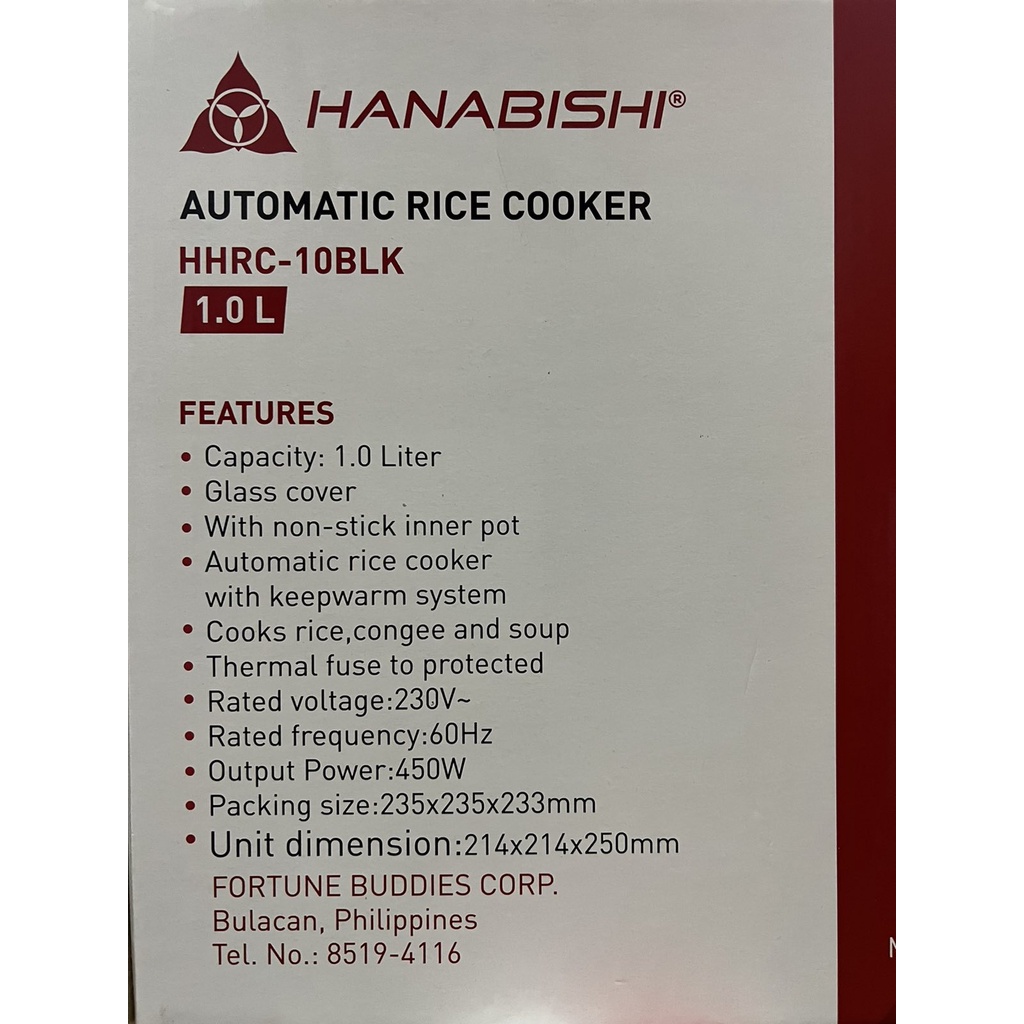 HANABISHI®
AUTOMATIC RICE COOKER
HHRC-10BLK
1.0 L
FEATURES
• Capacity: 1.0 Liter
• Glass cover
• With non-stick inner pot
• Automatic rice cooker
with keepwarm system
• Cooks rice,congee and soup
• Thermal fuse to protected
• Rated voltage:230V~
• Rated frequency:60Hz
• Output Power:450W
• Packing size:235x235x233mm
• Unit dimension:214x214x250mm
FORTUNE BUDDIES CORP.
Bulacan, Philippines
Tel. No.: 8519-4116